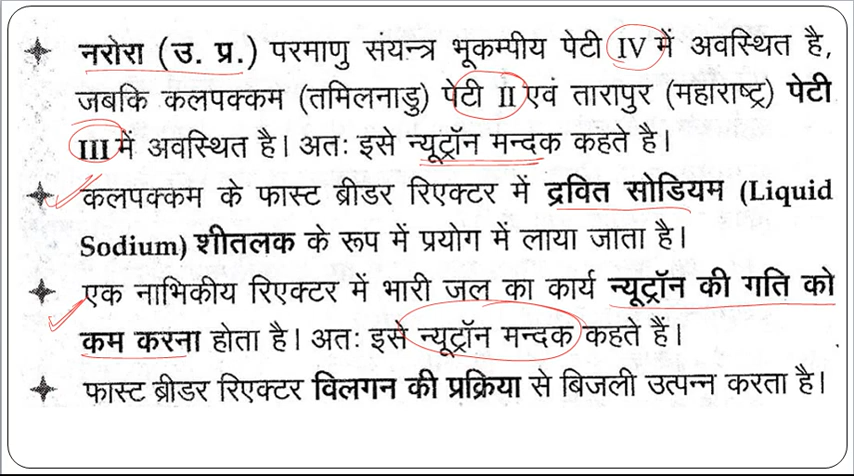 नरोरा (उ. प्र.) परमाणु संयन्त्र भूकम्पीय पेटी IV में अवस्थित है,
जबकि कलपक्कम (तमिलनाडु) पेटी II एवं तारापुर (महाराष्ट्र) पेटी
III में अवस्थित है। अतः इसे न्यूट्रॉन मन्दक कहते है।
कलपक्कम के फास्ट ब्रीडर रिएक्टर में द्रवित सोडियम (Liquid
Sodium) शीतलक के रूप में प्रयोग में लाया जाता है।
एक नाभिकीय रिएक्टर में भारी जल का कार्य न्यूट्रॉन की गति को
कम करना होता है। अतः इसे न्यूट्रॉन मन्दक कहते हैं।
फास्ट ब्रीडर रिएक्टर विलगन की प्रक्रिया से बिजली उत्पन्न करता है।